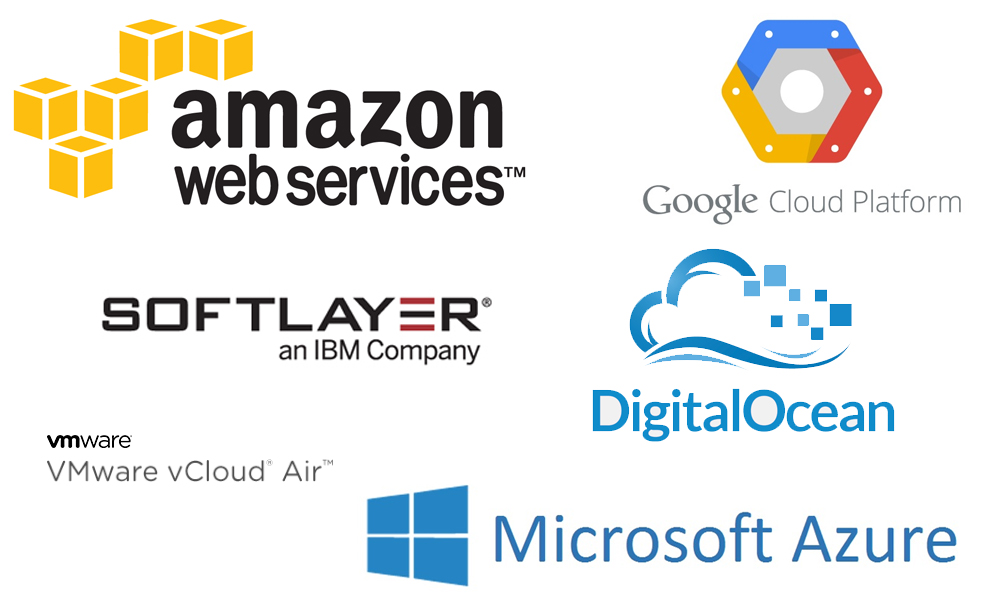 amazon
web services™
Google Cloud Platform
SOFTLAYER®
an IBM Company
DigitalOcean
vmware
VMware vCloud® Air™
Microsoft Azure